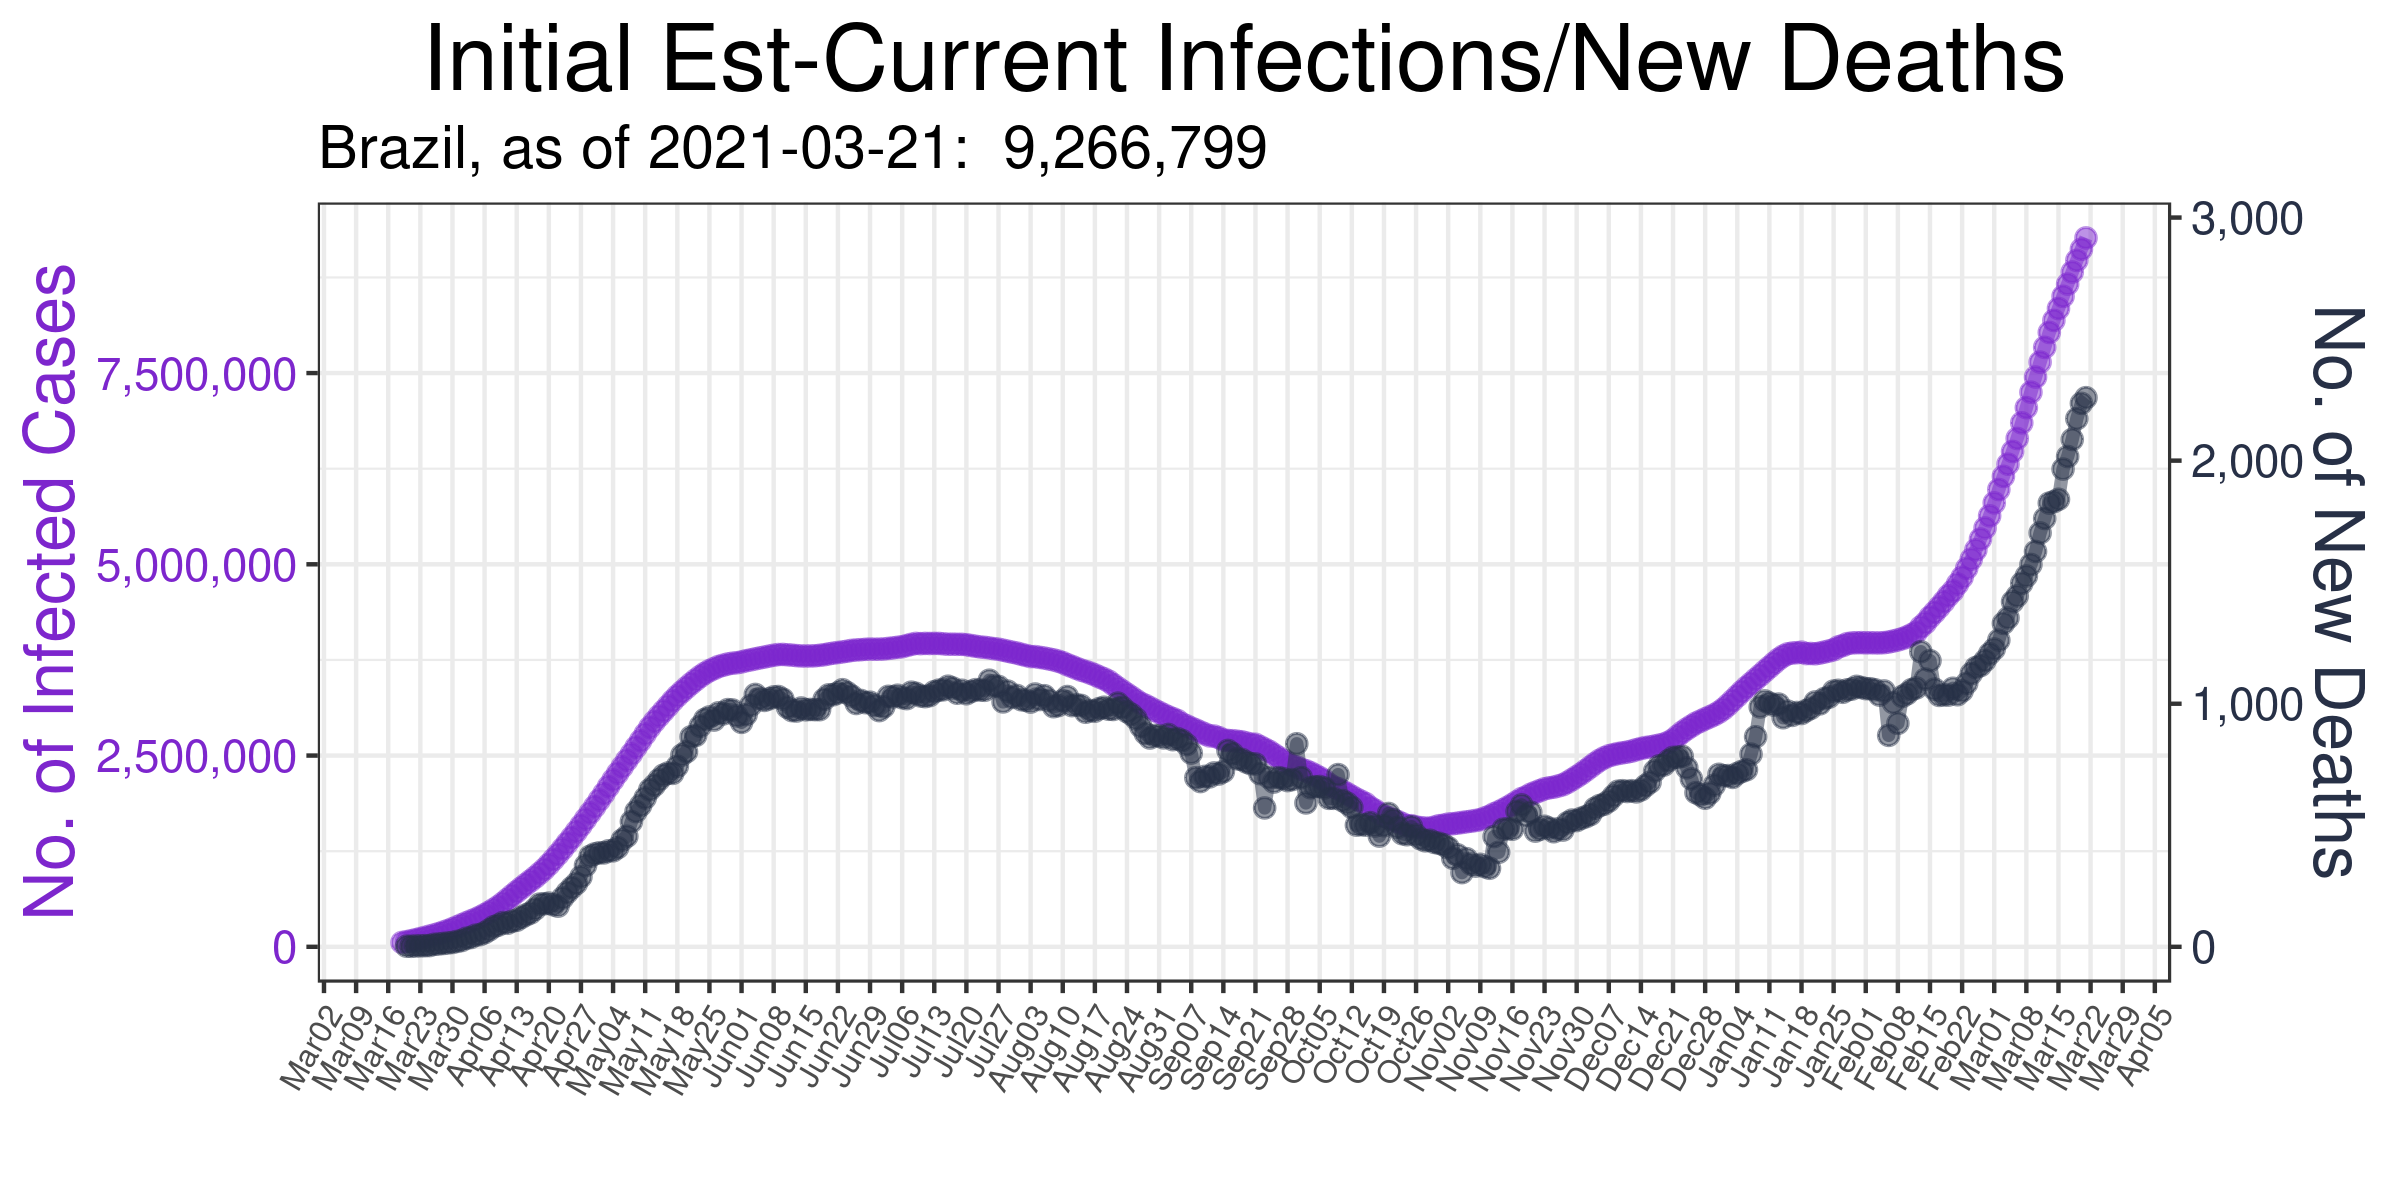 Initial Est-Current Infections/New Deaths
Brazil, as of 2021-03-21:  9,266,799
No. of Infected Cases
7,500,000
5,000,000
2,500,000
0
3,000
2,000
1,000
0
No. of New Deaths
Mar02
Mar09
Mar16
Mar23
Mar30
Apr06
Apr13
Apr20
Apr27
May04
May11
May18
May25
Jun01
Jun08
Jun15
Jun22
Jun29
Jul06
Jul13
Jul20
Jul27
Aug03
Aug10
Aug17
Aug24
Aug31
Sep07
Sep14
Sep21
Sep28
Oct05
Oct12
Oct19
Oct26
Nov02
Nov09
Nov16
Nov23
Nov30
Dec07
Dec14
Dec21
Dec28
Jan04
Jan11
Jan18
Jan25
Feb01
Feb08
Feb15
Feb22
Mar01
Mar08
Mar15
Mar22
Mar29
Apr05